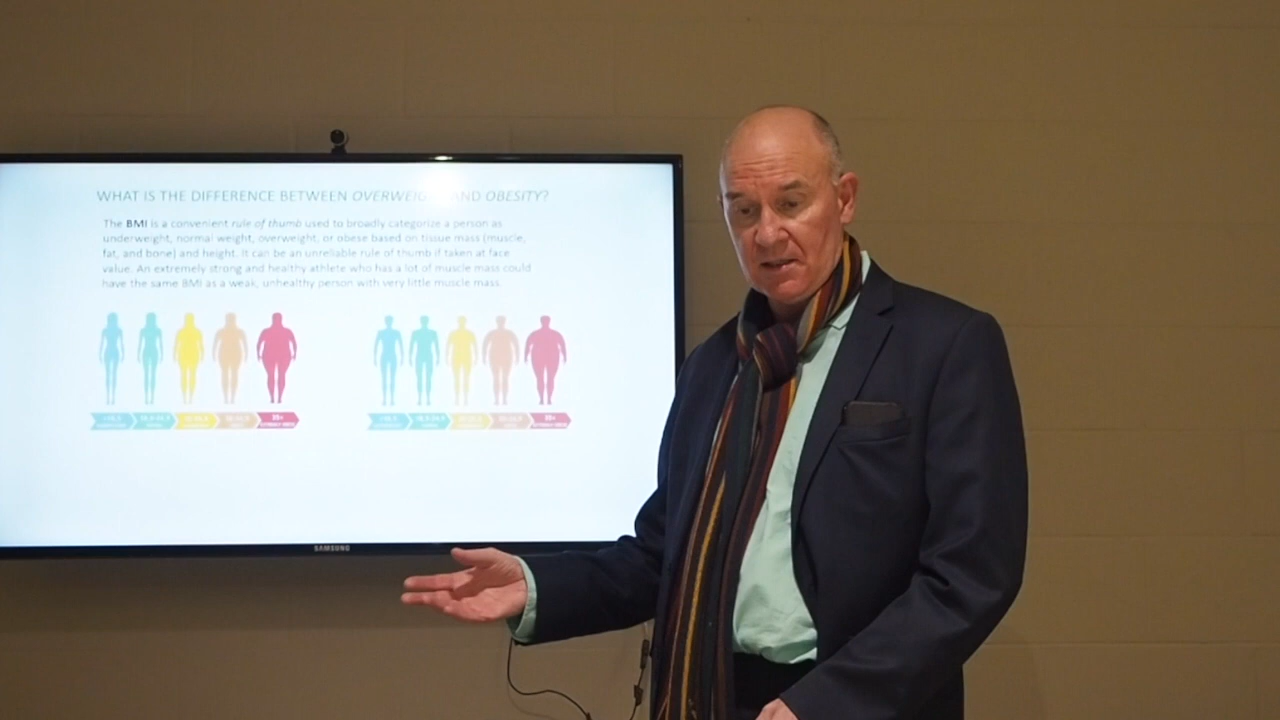 WHAT IS THE DIFFERENCE BETWEEN OVERWEIGHT AND OBESITY?
The BMI is a convenient rule of thumb used to broadly categorize a person as
underweight, normal weight, overweight, or obese based on tissue mass (muscle,
fat, and bone) and height. It can be an unreliable rule of thumb if taken at face
value. An extremely strong and healthy athlete who has a lot of muscle mass could
have the same BMI as a weak, unhealthy person with very little muscle mass.
35+
35+
SAMSUNG